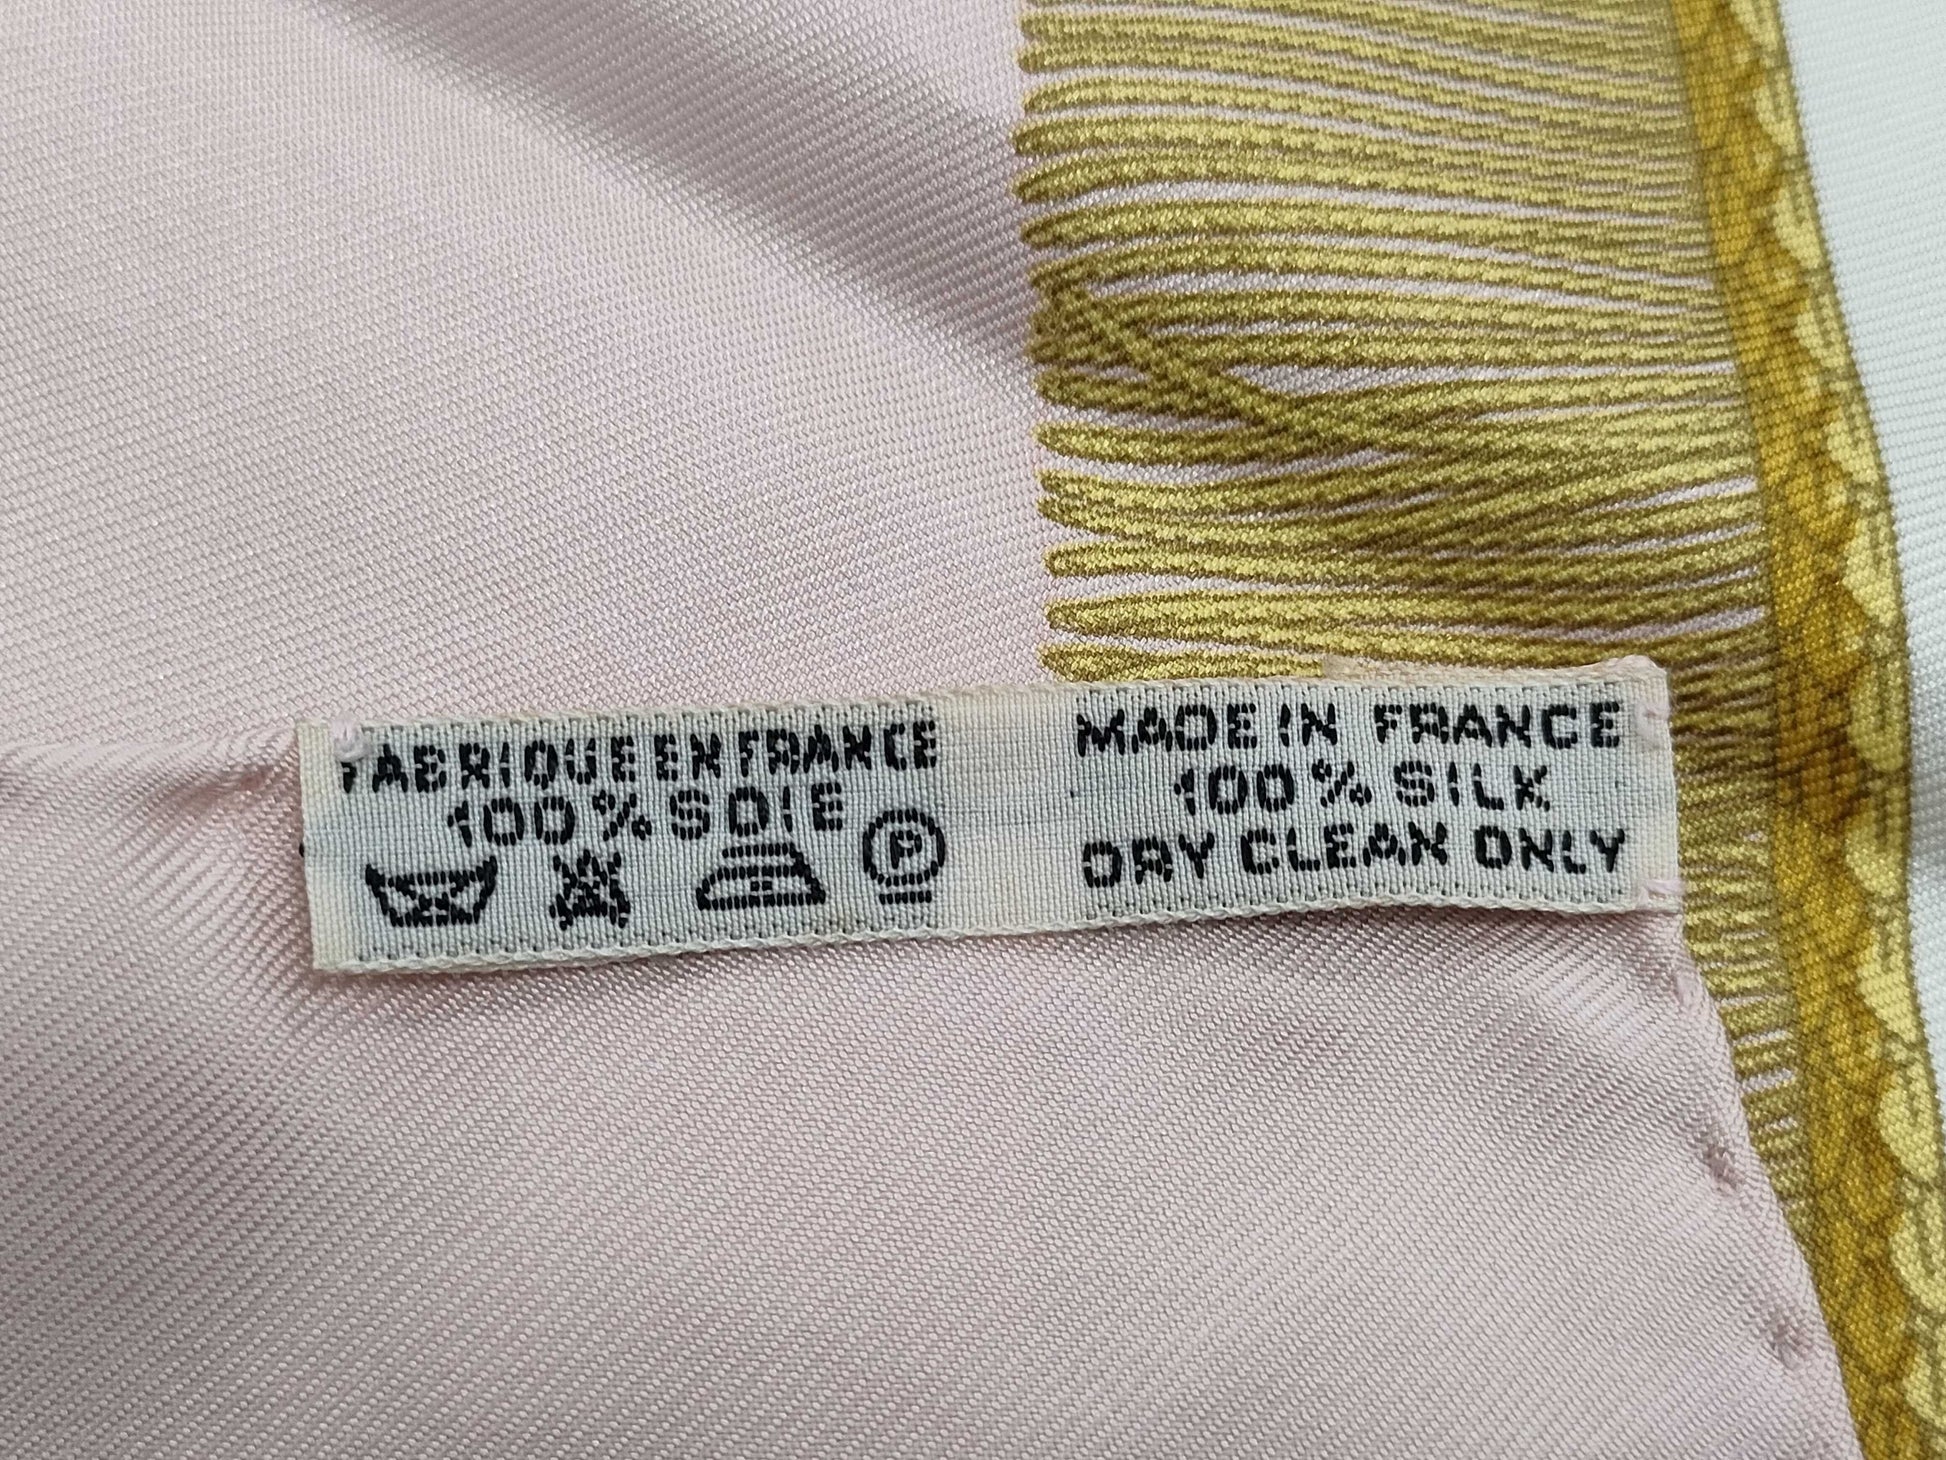 FABRIQUE EN FRANCE
100% SOIE
P
MADE IN FRANCE
100% SILK
DRY CLEAN ONLY